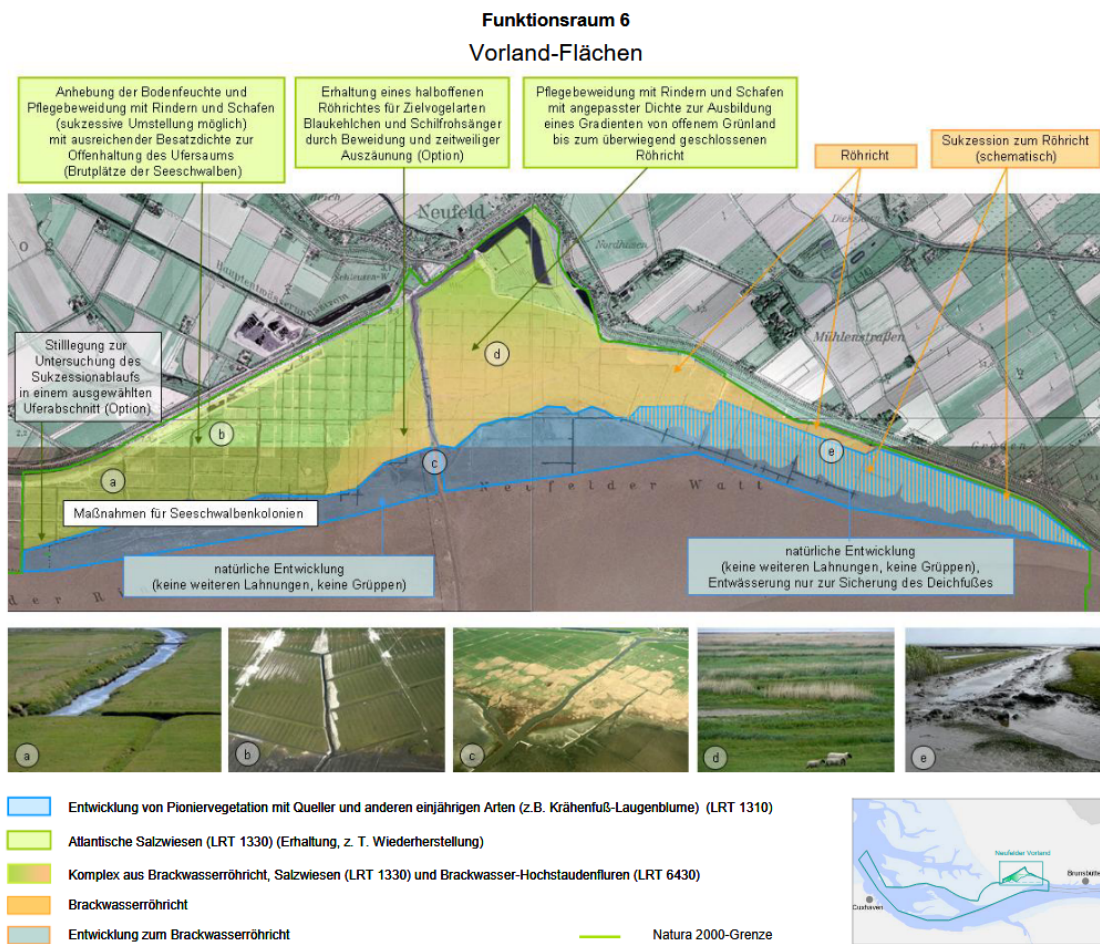 Funktionsraum 6
Vorland-Flächen
Anhebung der Bodenfeuchte und
Pflegebeweidung mit Rindern und Schafen
(sukzessive Umstellung möglich)
mit ausreichender Besatzdichte zur
Offenhaltung des Ufersaums
(Brutplätze der Seeschwalben)
Erhaltung eines halboffenen
Röhrichtes für Zielvogelarten
Blaukehlchen und Schilfrohsänger
durch Beweidung und zeitweiliger
Auszäunung (Option)
Pflegebeweidung mit Rindern und Schafen
mit angepasster Dichte zur Ausbildung
eines Gradienten von offenem Grünland
bis zum überwiegend geschlossenen
Röhricht
Röhricht
Sukzession zum Röhricht
(schematisch)
Neufeld
Nordhusen
Hauptentwässerungsstrom
Mühlenstraßen
Stilllegung zur
Untersuchung des
Sukzessionablaufs
in einem ausgewählten
Uferabschnitt (Option)
d
b
c
e
a
Neufelder Watt
Maßnahmen für Seeschwalbenkolonien
natürliche Entwicklung
(keine weiteren Lahnungen, keine Grüppen)
natürliche Entwicklung
(keine weiteren Lahnungen, keine Grüppen),
Entwässerung nur zur Sicherung des Deichfußes
a
b
c
d
e
Entwicklung von Pioniervegetation mit Queller und anderen einjährigen Arten (z.B. Krähenfuß-Laugenblume) (LRT 1310)
Atlantische Salzwiesen (LRT 1330) (Erhaltung, z. T. Wiederherstellung)
Komplex aus Brackwasserröhricht, Salzwiesen (LRT 1330) und Brackwasser-Hochstaudenfluren (LRT 6430)
Brackwasserröhricht
Entwicklung zum Brackwasserröhricht
Natura 2000-Grenze
Neufelder Vorland
Brunsbüttel
Cuxhaven